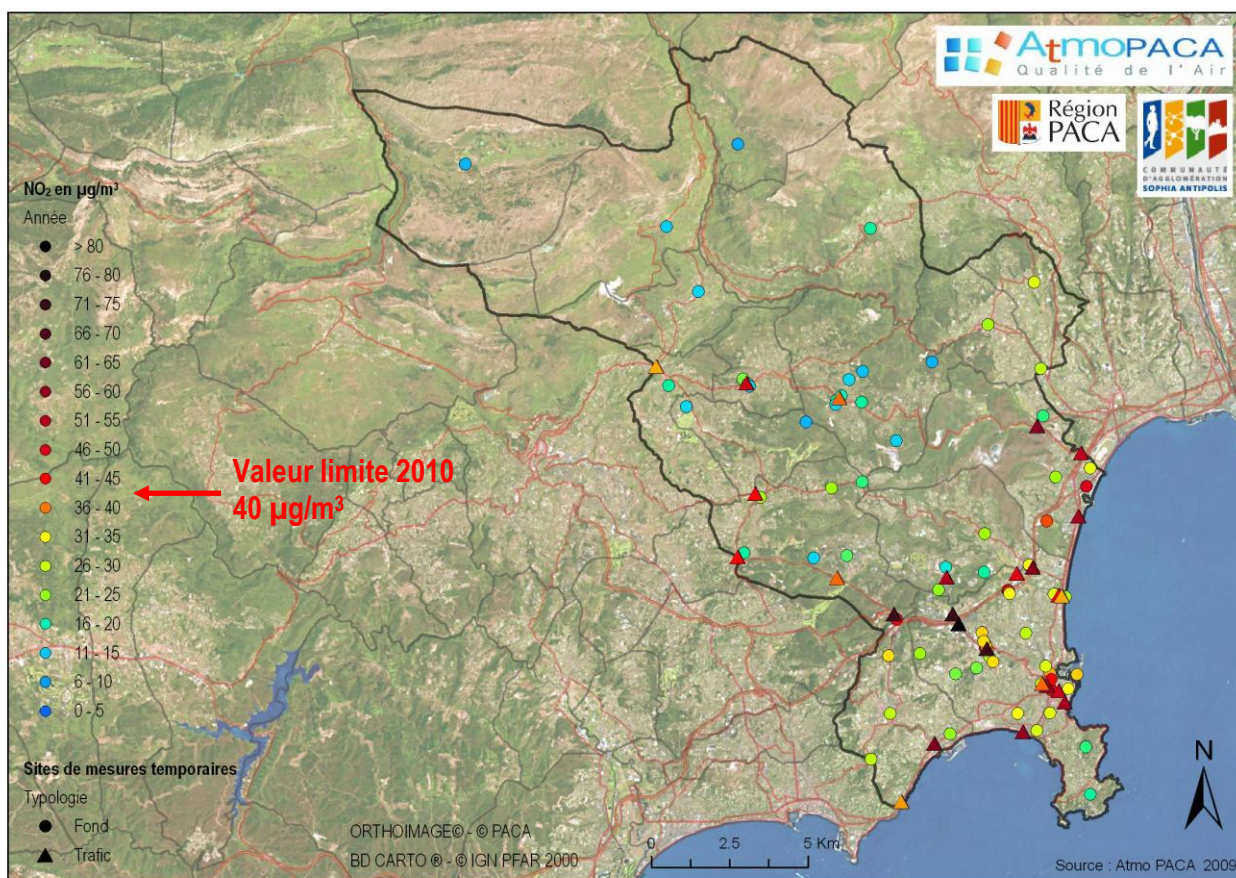 AtmoPACA
Qualité de l'Air
Région
PACA
COMMUNAUTÉ
D'AGGLOMÉRATION
SOPHIA ANTIPOLIS
NO₂ en µg/m³
Année
> 80
76 - 80
71 - 75
66 - 70
61 - 65
56 - 60
51 - 55
46 - 50
41 - 45
36 - 40
31 - 35
26 - 30
21 - 25
16 - 20
11 - 15
6 - 10
0 - 5
Valeur limite 2010
40 µg/m³
Sites de mesures temporaires
Typologie
Fond
Trafic
ORTHOIMAGE© - © PACA
BD CARTO ® - © IGN PFAR 2000
0 2.5 5 Km
N
Source : Atmo PACA 2009